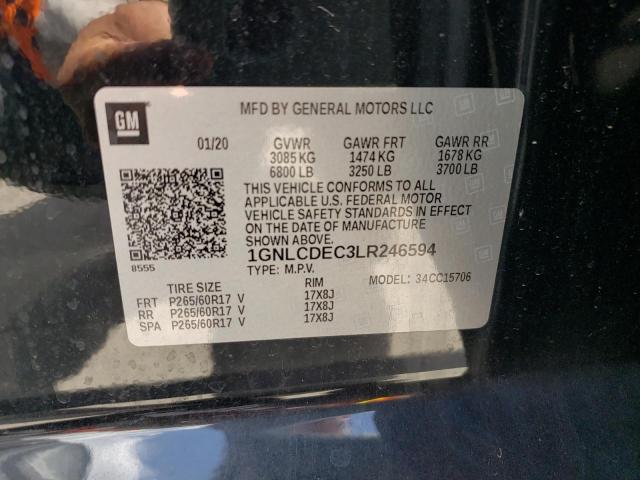 GM
MFD BY GENERAL MOTORS LLC
01/20 GVWR GAWR FRT GAWR RR
3085 KG 1474 KG 1678 KG
6800 LB 3250 LB 3700 LB
THIS VEHICLE CONFORMS TO ALL
APPLICABLE U.S. FEDERAL MOTOR
VEHICLE SAFETY STANDARDS IN EFFECT
ON THE DATE OF MANUFACTURE
SHOWN ABOVE.
8555
1GNLCDEC3LR246594
TYPE: M.P.V.
TIRE SIZE RIM MODEL: 34CC15706
FRT P265/60R17 V 17X8J
RR P265/60R17 V 17X8J
SPA P265/60R17 V 17X8J